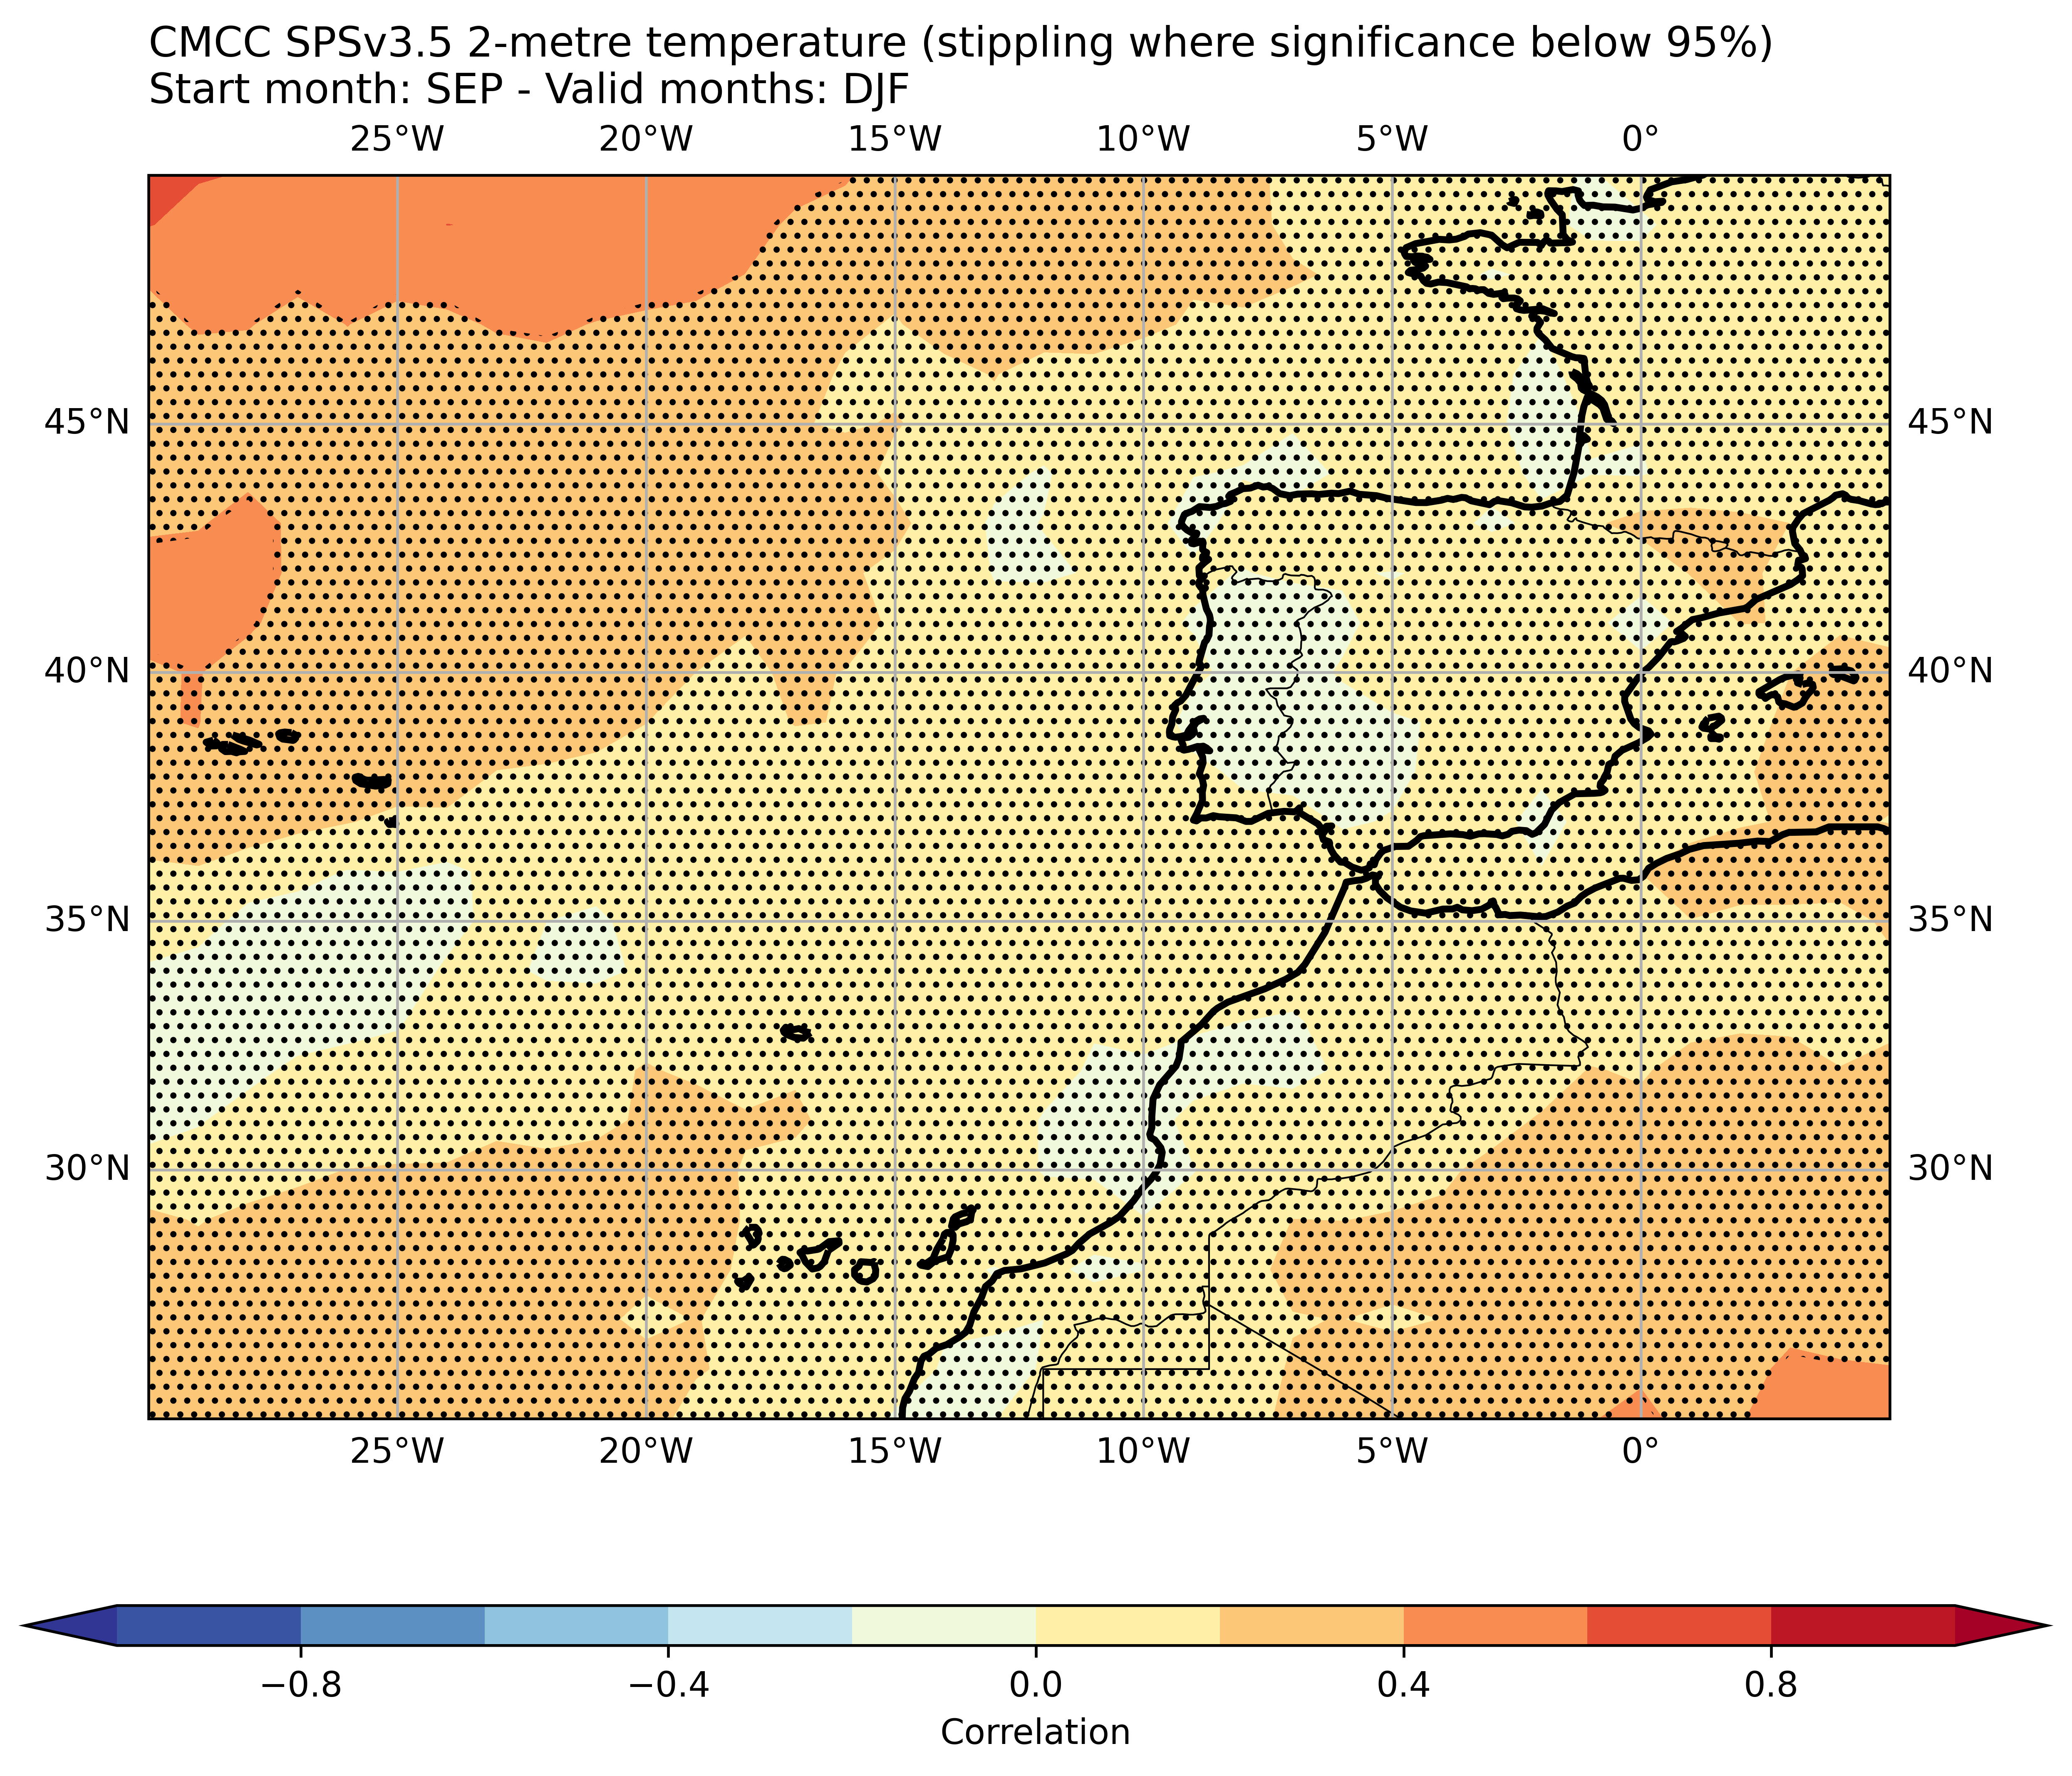 CMCC SPSv3.5 2-metre temperature (stippling where significance below 95%)
Start month: SEP - Valid months: DJF
25°W 20°W 15°W 10°W 5°W 0°
45°N 45°N
40°N 40°N
35°N 35°N
30°N 30°N
25°W 20°W 15°W 10°W 5°W 0°
−0.8 −0.4 0.0 0.4 0.8
Correlation